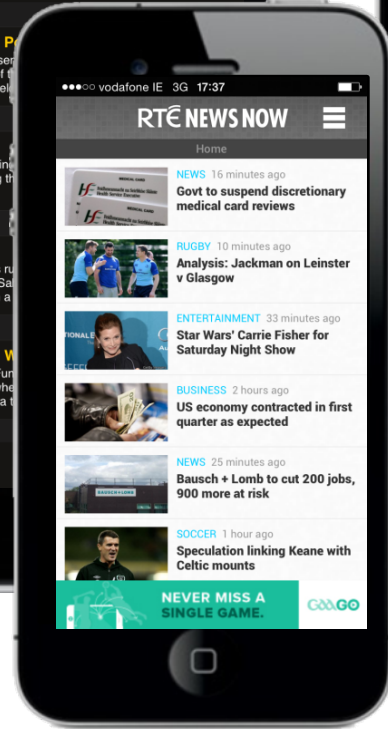 vodafone IE 3G 17:37
RTÉ NEWS NOW
Home
MEDICAL CARD
NEWS 16 minutes ago
Govt to suspend discretionary
medical card reviews
RUGBY 10 minutes ago
Analysis: Jackman on Leinster
v Glasgow
ENTERTAINMENT 33 minutes ago
Star Wars' Carrie Fisher for
Saturday Night Show
BUSINESS 2 hours ago
US economy contracted in first
quarter as expected
BAUSCH + LOMB
NEWS 25 minutes ago
Bausch + Lomb to cut 200 jobs,
900 more at risk
SOCCER 1 hour ago
Speculation linking Keane with
Celtic mounts
NEVER MISS A
SINGLE GAME.
GAAGO